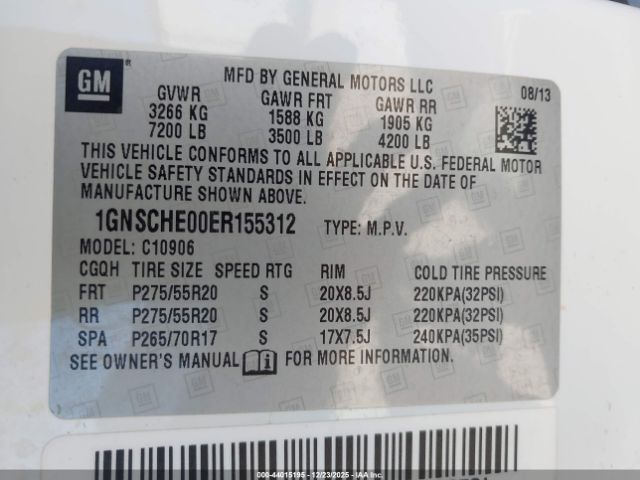 GM
MFD BY GENERAL MOTORS LLC
08/13
GVWR GAWR FRT GAWR RR
3266 KG 1588 KG 1905 KG
7200 LB 3500 LB 4200 LB
THIS VEHICLE CONFORMS TO ALL APPLICABLE U.S. FEDERAL MOTOR
VEHICLE SAFETY STANDARDS IN EFFECT ON THE DATE OF
MANUFACTURE SHOWN ABOVE.
1GNSCHE00ER155312 TYPE: M.P.V.
MODEL: C10906
CGQH TIRE SIZE SPEED RTG RIM COLD TIRE PRESSURE
FRT P275/55R20 S 20X8.5J 220KPA(32PSI)
RR P275/55R20 S 20X8.5J 220KPA(32PSI)
SPA P265/70R17 S 17X7.5J 240KPA(35PSI)
SEE OWNER'S MANUAL FOR MORE INFORMATION.
000-44015195 - 12/23/2025 - IAAI.com